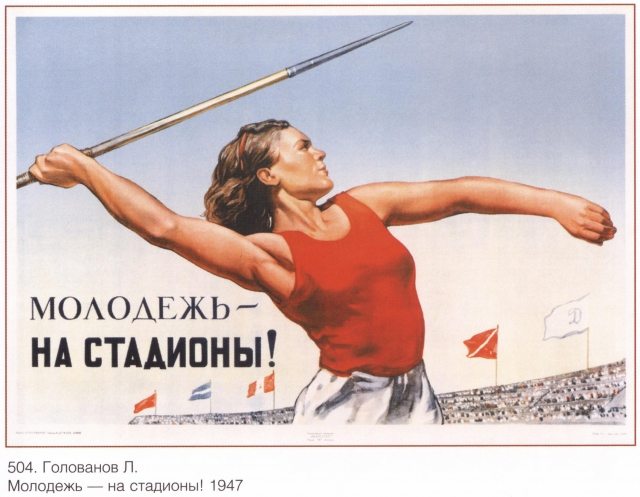 МОЛОДЕЖЬ –
НА СТАДИОНЫ!
Д
504. Голованов Л.
Молодежь — на стадионы! 1947